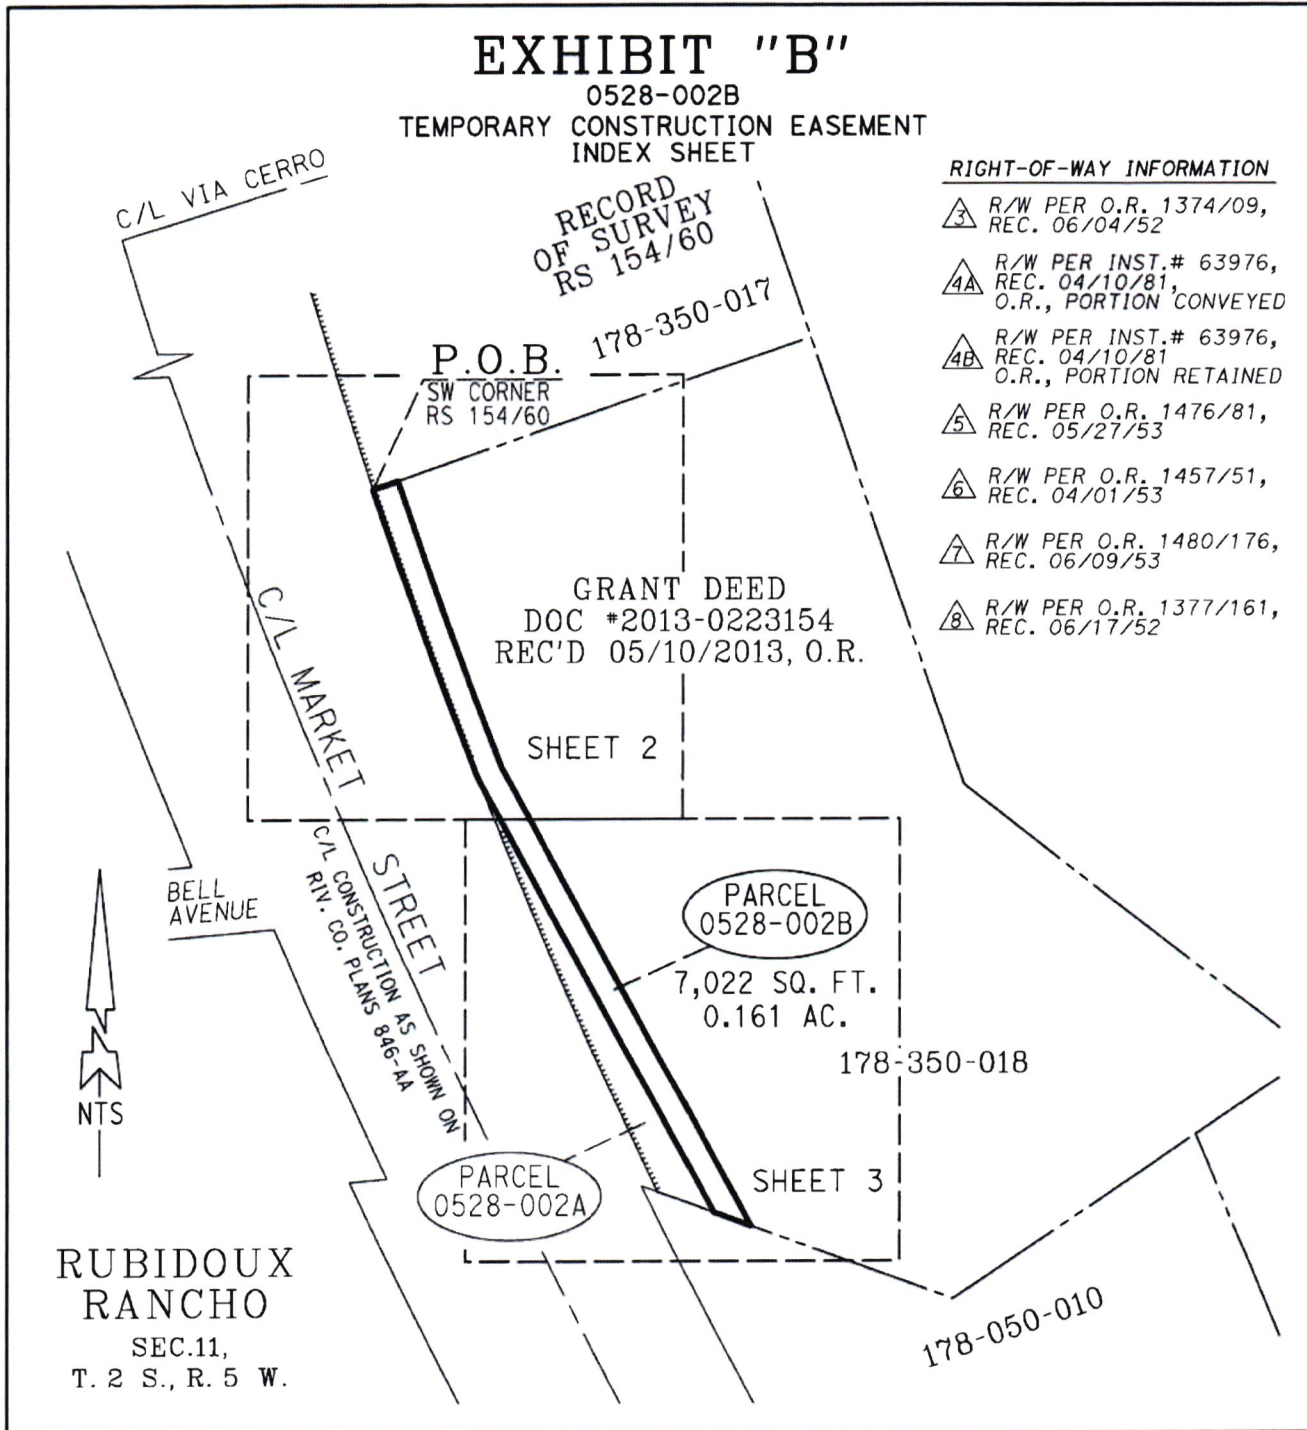 EXHIBIT "B"
0528-002B
TEMPORARY CONSTRUCTION EASEMENT
INDEX SHEET
C/L VIA CERRO
RECORD
OF SURVEY
RS 154/60
178-350-017
P.O.B.
SW CORNER
RS 154/60
RIGHT-OF-WAY INFORMATION
3 R/W PER O.R. 1374/09,
REC. 06/04/52
4A R/W PER INST.# 63976,
REC. 04/10/81,
O.R., PORTION CONVEYED
4B R/W PER INST.# 63976,
REC. 04/10/81
O.R., PORTION RETAINED
5 R/W PER O.R. 1476/81,
REC. 05/27/53
6 R/W PER O.R. 1457/51,
REC. 04/01/53
7 R/W PER O.R. 1480/176,
REC. 06/09/53
8 R/W PER O.R. 1377/161,
REC. 06/17/52
GRANT DEED
DOC #2013-0223154
REC'D 05/10/2013, O.R.
SHEET 2
C/L MARKET STREET
C/L CONSTRUCTION AS SHOWN ON
RIV. CO. PLANS 846-AA
BELL
AVENUE
PARCEL
0528-002B
7,022 SQ. FT.
0.161 AC.
178-350-018
NTS
PARCEL
0528-002A
SHEET 3
178-050-010
RUBIDOUX
RANCHO
SEC.11,
T. 2 S., R. 5 W.